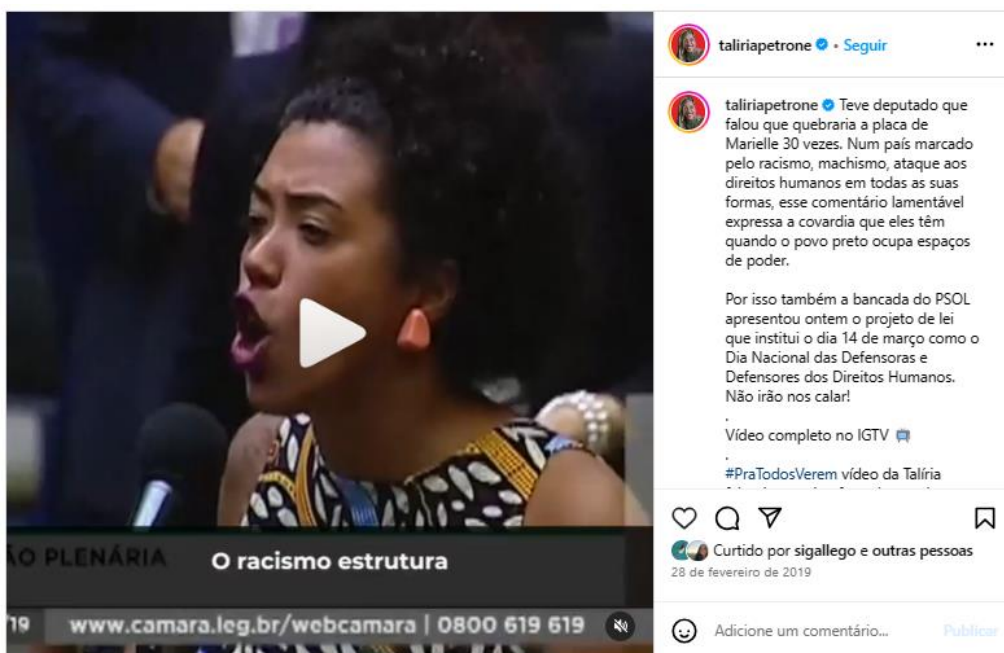 taliriapetrone • Seguir
taliriapetrone Teve deputado que
falou que quebraria a placa de
Marielle 30 vezes. Num país marcado
pelo racismo, machismo, ataque aos
direitos humanos em todas as suas
formas, esse comentário lamentável
expressa a covardia que eles têm
quando o povo preto ocupa espaços
de poder.
Por isso também a bancada do PSOL
apresentou ontem o projeto de lei
que institui o dia 14 de março como o
Dia Nacional das Defensoras e
Defensores dos Direitos Humanos.
Não irão nos calar!
.
Vídeo completo no IGTV 📺
.
#PraTodosVerem vídeo da Talíria
ÃO PLENÁRIA
O racismo estrutura
/19 www.camara.leg.br/webcamara | 0800 619 619
Curtido por sigallego e outras pessoas
28 de fevereiro de 2019
Adicione um comentário... Publicar